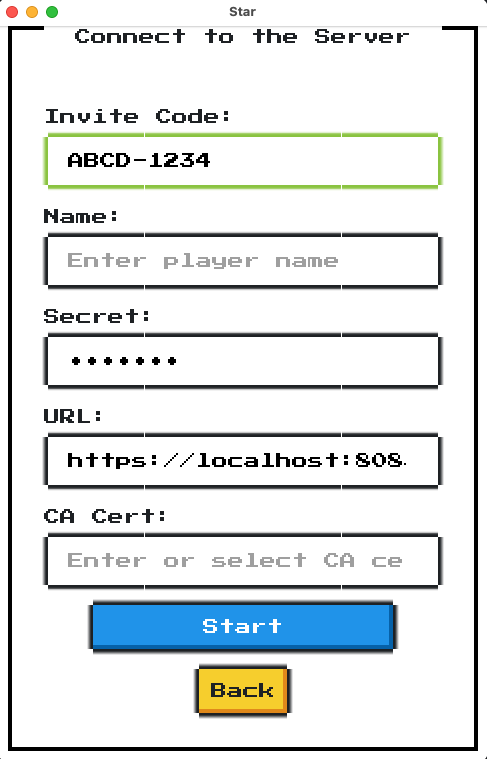 Star
Connect to the Server
Invite Code:
ABCD-1234
Name:
Enter player name
Secret:
•••••••
URL:
https://localhost:808
CA Cert:
Enter or select CA ce
Start
Back